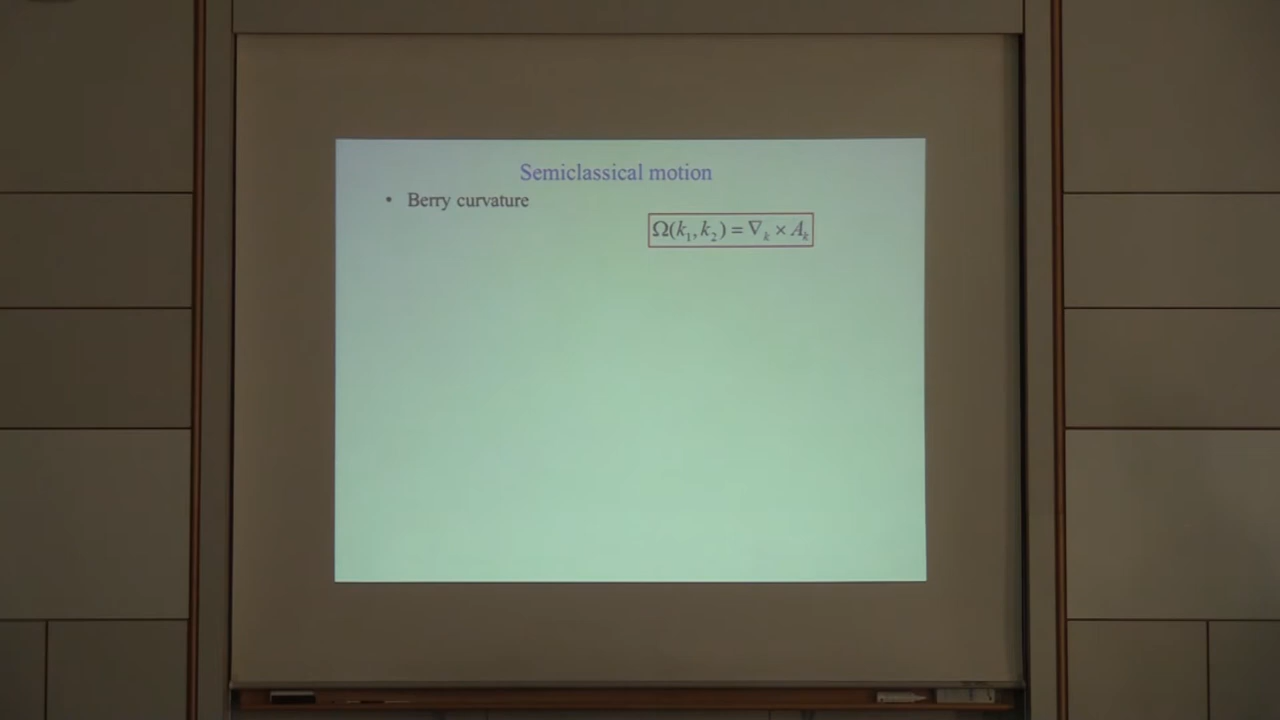 Semiclassical motion
• Berry curvature
Ω(k₁,k₂) = ∇ₖ × Aₖ